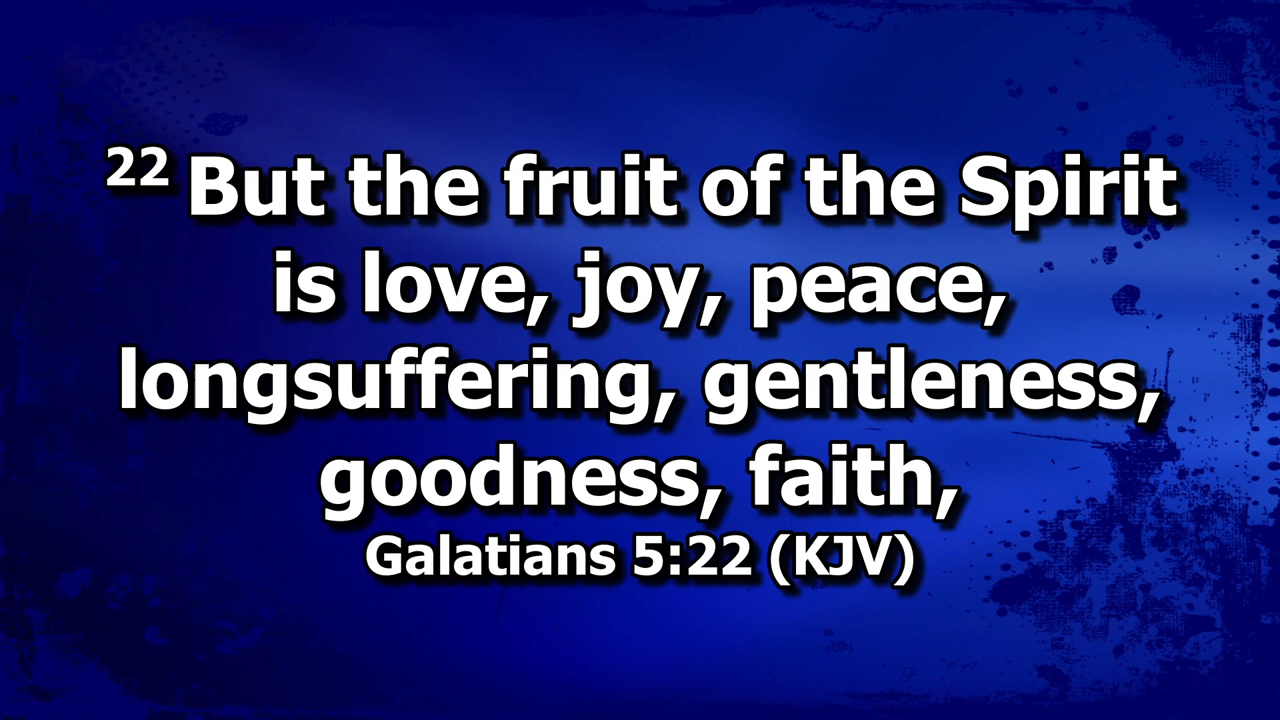 22 But the fruit of the Spirit
is love, joy, peace,
longsuffering, gentleness,
goodness, faith,
Galatians 5:22 (KJV)